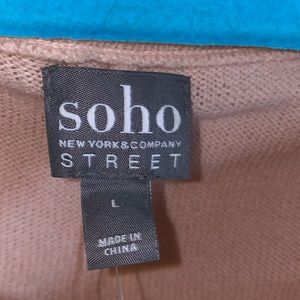 soho
NEW YORK & COMPANY
STREET
L
MADE IN
CHINA